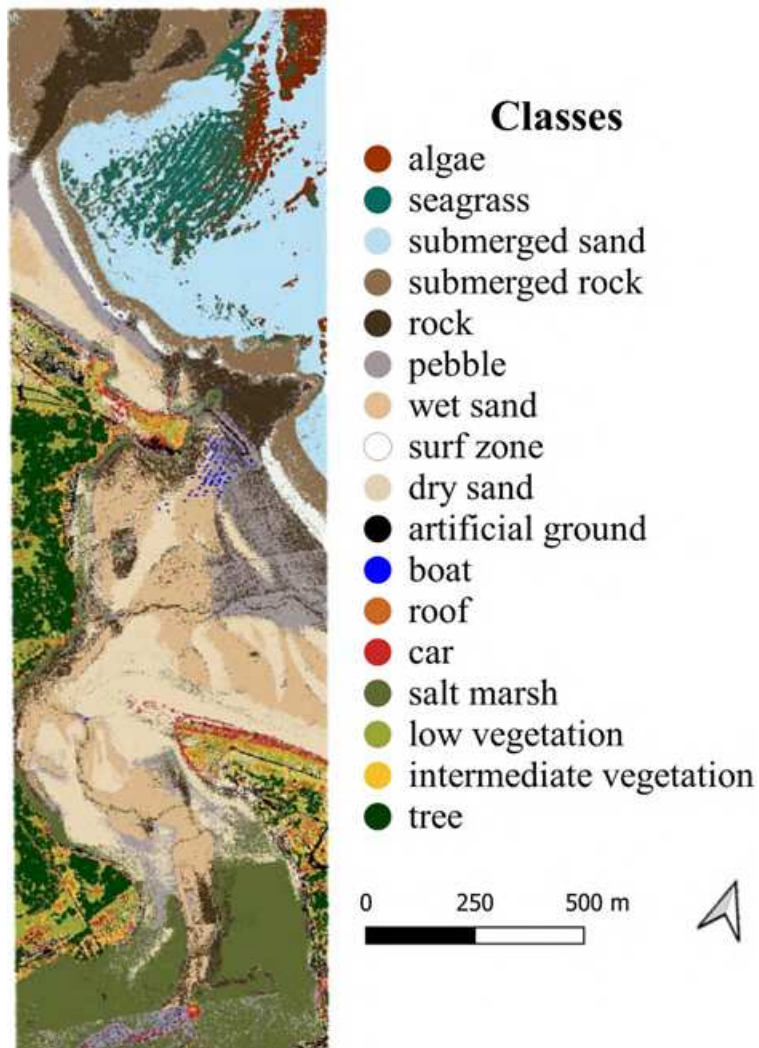 Classes
algae
seagrass
submerged sand
submerged rock
rock
pebble
wet sand
surf zone
dry sand
artificial ground
boat
roof
car
salt marsh
low vegetation
intermediate vegetation
tree
0 250 500 m